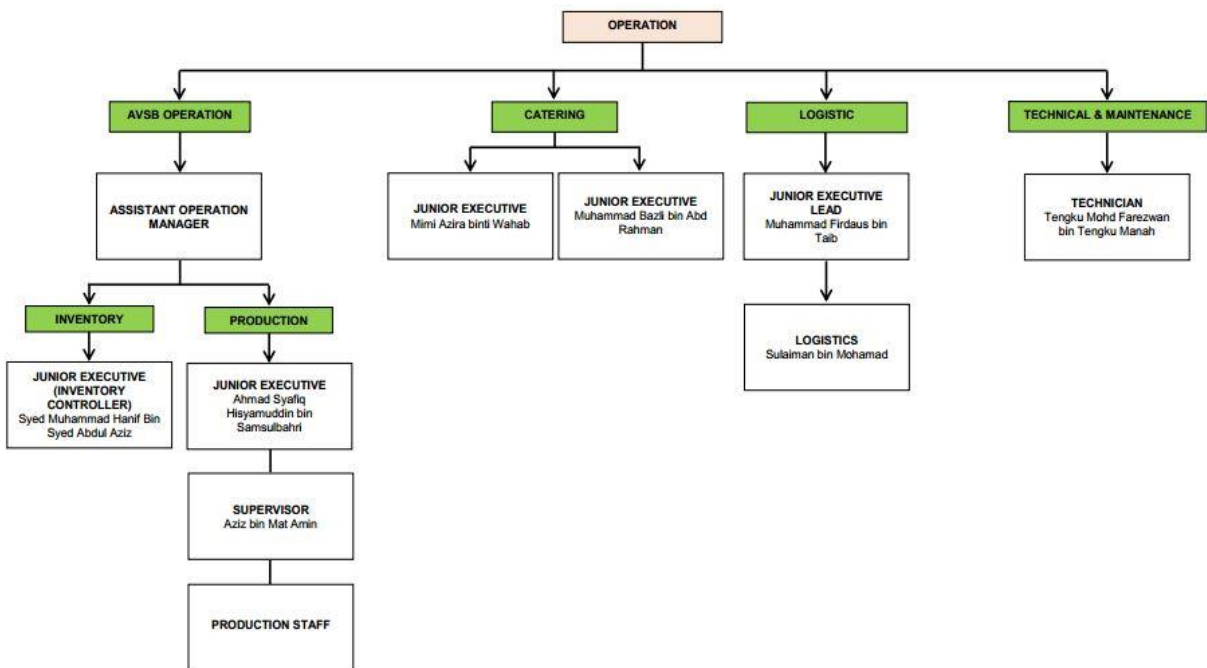 OPERATION
AVSB OPERATION
CATERING
LOGISTIC
TECHNICAL & MAINTENANCE
ASSISTANT OPERATION
MANAGER
JUNIOR EXECUTIVE
Mimi Azira binti Wahab
JUNIOR EXECUTIVE
Muhammad Bazli bin Abd
Rahman
JUNIOR EXECUTIVE
LEAD
Muhammad Firdaus bin
Taib
TECHNICIAN
Tengku Mohd Farezwan
bin Tengku Manah
INVENTORY
PRODUCTION
LOGISTICS
Sulaiman bin Mohamad
JUNIOR EXECUTIVE
(INVENTORY
CONTROLLER)
Syed Muhammad Hanif Bin
Syed Abdul Aziz
JUNIOR EXECUTIVE
Ahmad Syafiq
Hisyamuddin bin
Samsulbahri
SUPERVISOR
Aziz bin Mat Amin
PRODUCTION STAFF